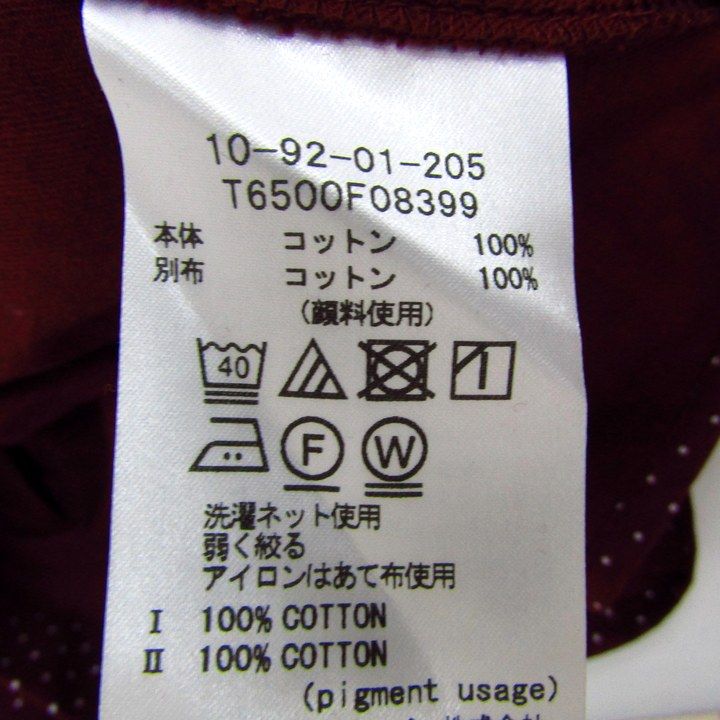 10-92-01-205
T6500F08399
本体 コットン 100%
別布 コットン 100%
(顔料使用)
40
F W
洗濯ネット使用
弱く絞る
アイロンはあて布使用
I 100% COTTON
II 100% COTTON
(pigment usage)